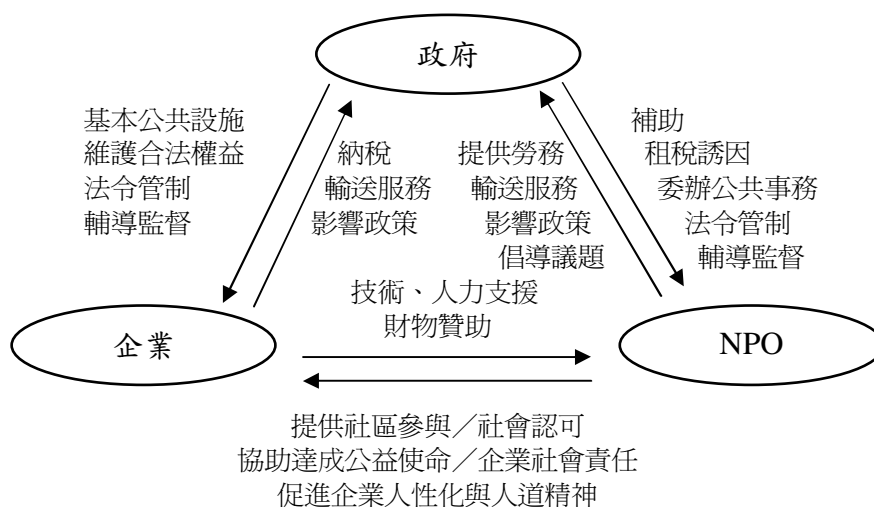 政府
基本公共設施
維護合法權益
法令管制
輔導監督
納稅
輸送服務
影響政策
提供勞務
輸送服務
影響政策
倡導議題
補助
租稅誘因
委辦公共事務
法令管制
輔導監督
技術、人力支援
財物贊助
企業
NPO
提供社區參與／社會認可
協助達成公益使命／企業社會責任
促進企業人性化與人道精神